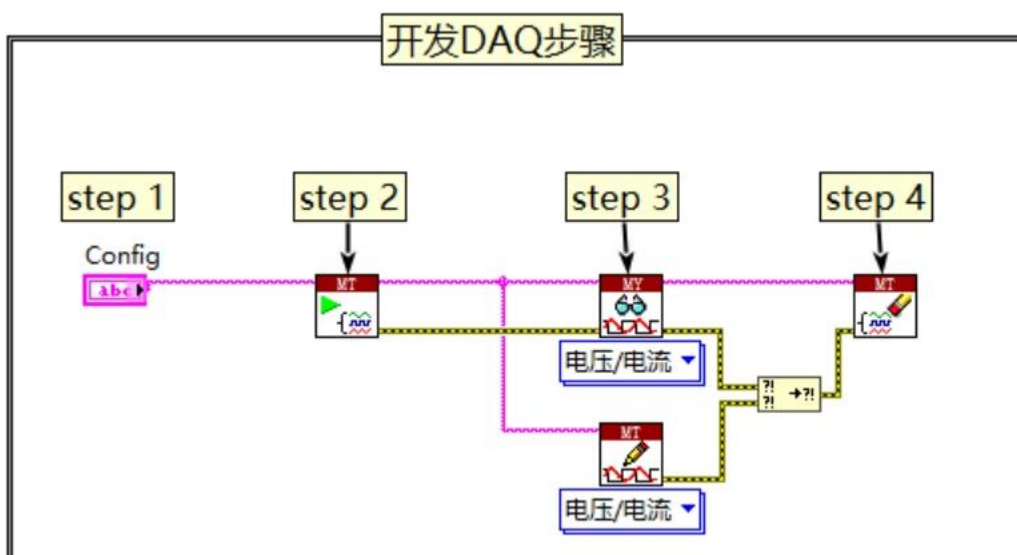 开发DAQ步骤
step 1
step 2
step 3
step 4
Config
abc
MT
MY
MT
电压/电流
?!
?! →?!
MT
电压/电流